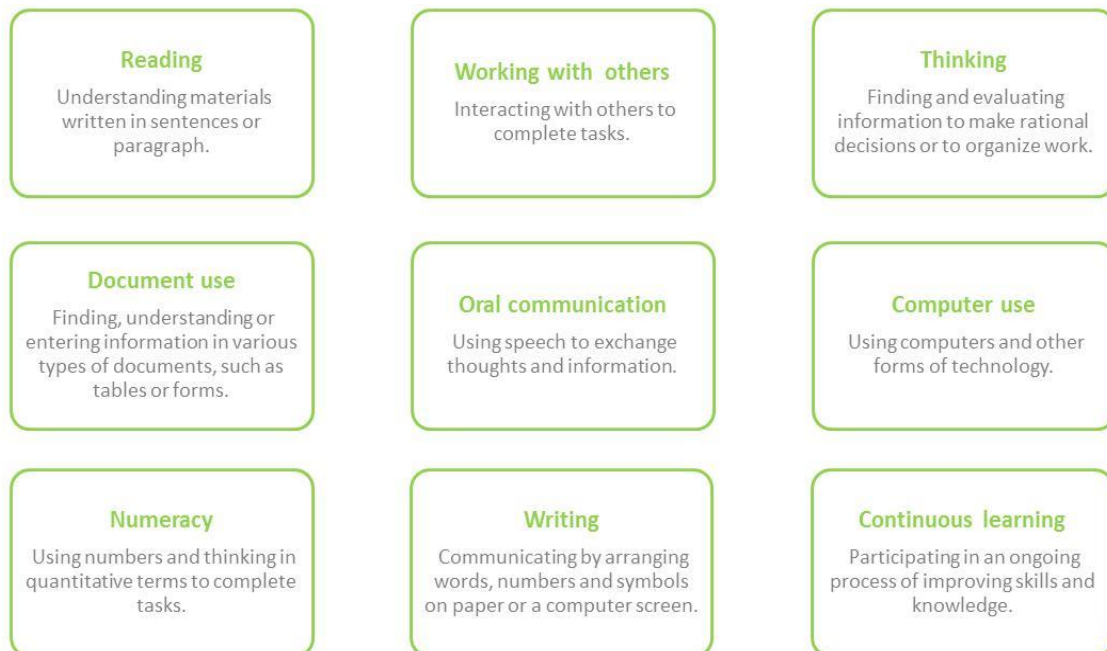 Reading
Understanding materials
written in sentences or
paragraph.
Working with others
Interacting with others to
complete tasks.
Thinking
Finding and evaluating
information to make rational
decisions or to organize work.
Document use
Finding, understanding or
entering information in various
types of documents, such as
tables or forms.
Oral communication
Using speech to exchange
thoughts and information.
Computer use
Using computers and other
forms of technology.
Numeracy
Using numbers and thinking in
quantitative terms to complete
tasks.
Writing
Communicating by arranging
words, numbers and symbols
on paper or a computer screen.
Continuous learning
Participating in an ongoing
process of improving skills and
knowledge.